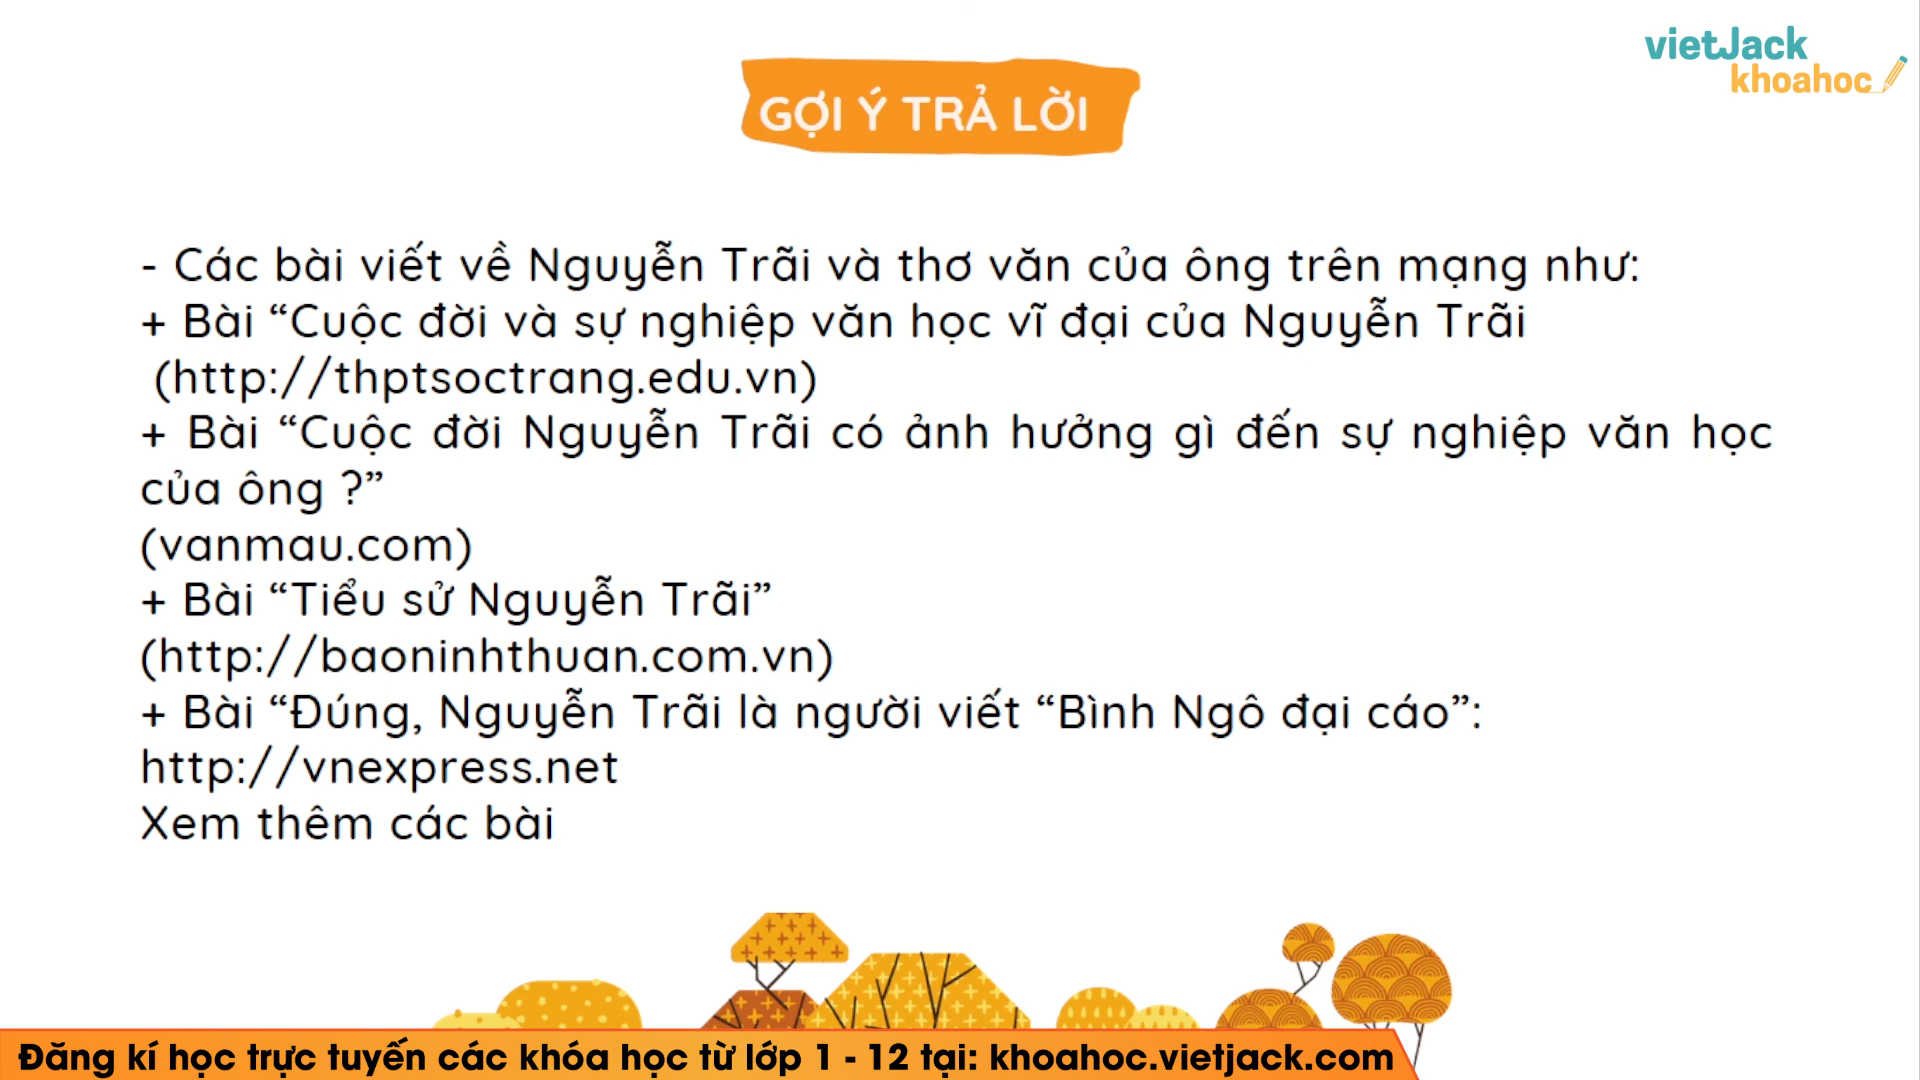 vietJack
khoahoc
GỢI Ý TRẢ LỜI
- Các bài viết về Nguyễn Trãi và thơ văn của ông trên mạng như:
+ Bài “Cuộc đời và sự nghiệp văn học vĩ đại của Nguyễn Trãi
(http://thptsoctrang.edu.vn)
+ Bài “Cuộc đời Nguyễn Trãi có ảnh hưởng gì đến sự nghiệp văn học
của ông ?”
(vanmau.com)
+ Bài “Tiểu sử Nguyễn Trãi”
(http://baoninhthuan.com.vn)
+ Bài “Đúng, Nguyễn Trãi là người viết “Bình Ngô đại cáo”:
http://vnexpress.net
Xem thêm các bài
Đăng kí học trực tuyến các khóa học từ lớp 1 - 12 tại: khoahoc.vietjack.com